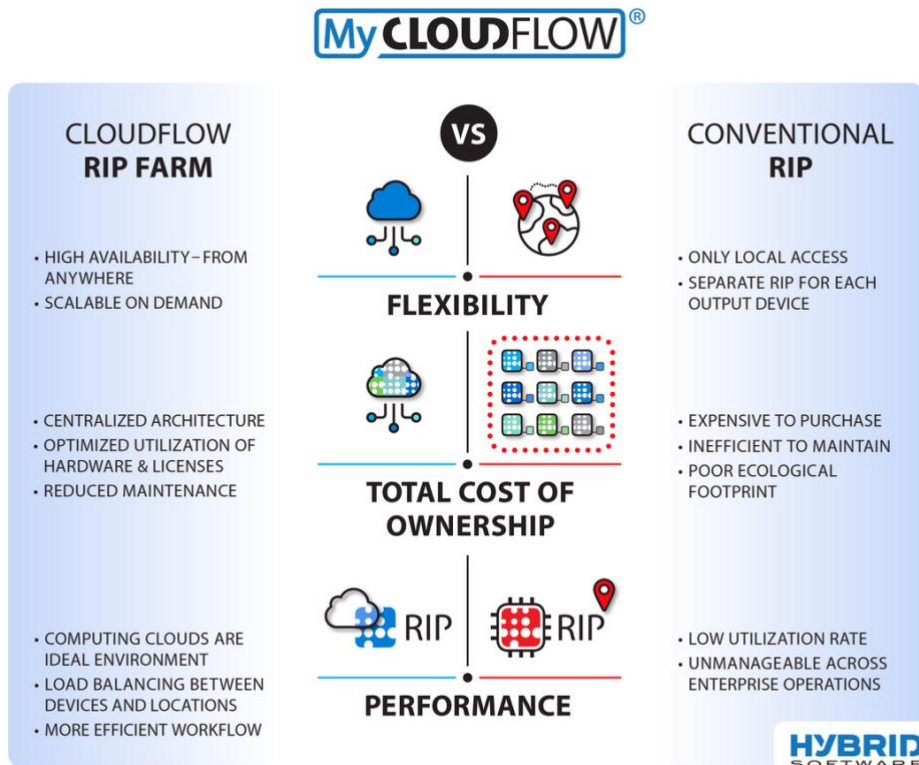 My CLOUDFLOW®
CLOUDFLOW
RIP FARM
VS
CONVENTIONAL
RIP
• HIGH AVAILABILITY–FROM
ANYWHERE
• SCALABLE ON DEMAND
FLEXIBILITY
• ONLY LOCAL ACCESS
• SEPARATE RIP FOR EACH
OUTPUT DEVICE
• CENTRALIZED ARCHITECTURE
• OPTIMIZED UTILIZATION OF
HARDWARE & LICENSES
• REDUCED MAINTENANCE
TOTAL COST OF
OWNERSHIP
• EXPENSIVE TO PURCHASE
• INEFFICIENT TO MAINTAIN
• POOR ECOLOGICAL
FOOTPRINT
• COMPUTING CLOUDS ARE
IDEAL ENVIRONMENT
• LOAD BALANCING BETWEEN
DEVICES AND LOCATIONS
• MORE EFFICIENT WORKFLOW
RIP
RIP
PERFORMANCE
• LOW UTILIZATION RATE
• UNMANAGEABLE ACROSS
ENTERPRISE OPERATIONS
HYBRID
SOFTWARE